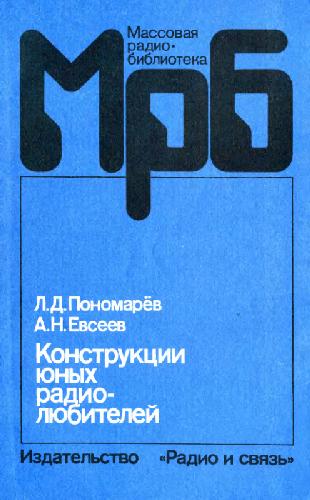 Массовая
радио-
библиотека
Мрб
Л.Д.Пономарёв
А.Н.Евсеев
Конструкции
юных
радио-
любителей
Издательство «Радио и связь»